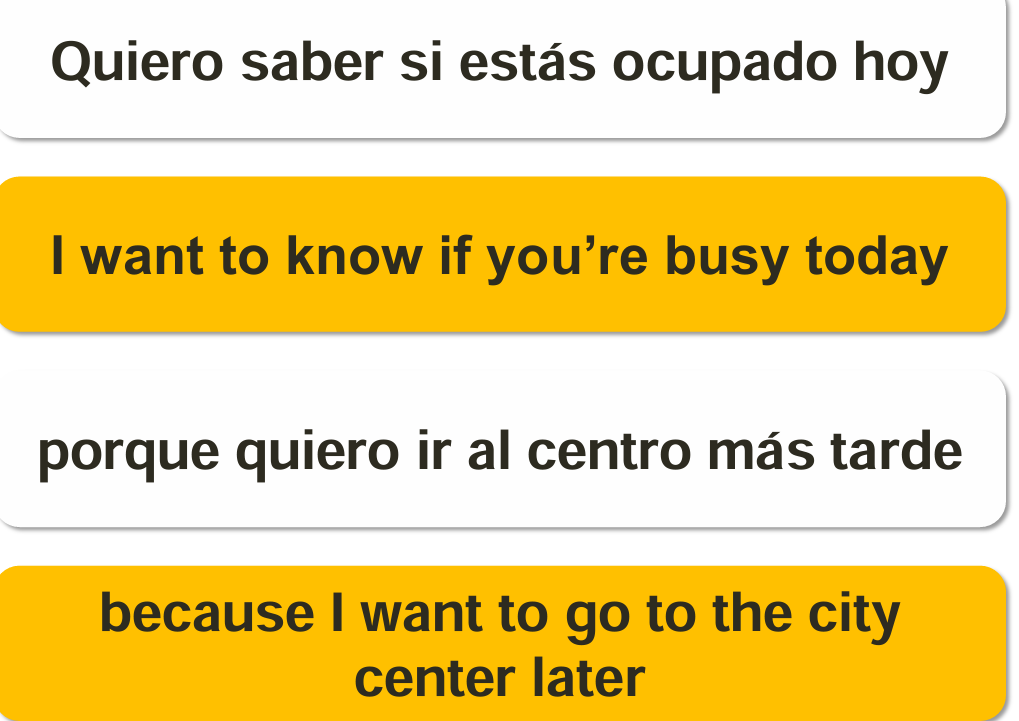 Quiero saber si estás ocupado hoy
I want to know if you’re busy today
porque quiero ir al centro más tarde
because I want to go to the city
center later